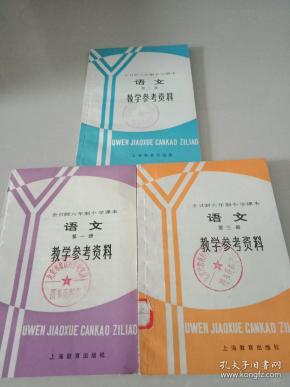 全日制六年制小学课本
语文
第二册
教学参考资料
YUWEN JIAOXUE CANKAO ZILIAO
上海教育出版社
全日制六年制小学课本
语文
第一册
教学参考资料
YUWEN JIAOXUE CANKAO ZILIAO
上海教育出版社
全日制六年制小学课本
语文
第三册
教学参考资料
YUWEN JIAOXUE CANKAO ZILIAO
上海教育出版社
孔夫子旧书网